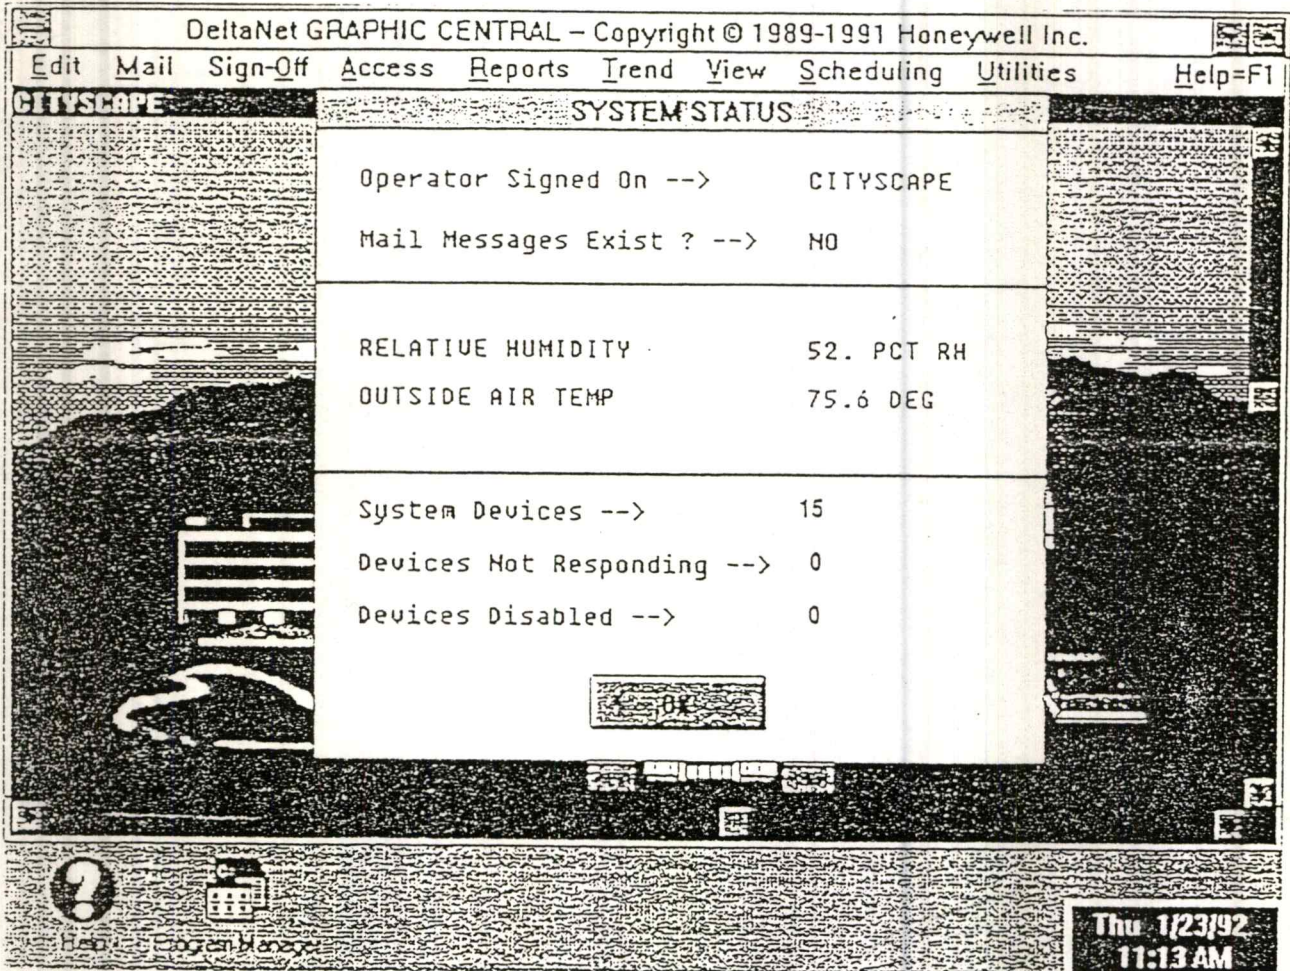 DeltaNet GRAPHIC CENTRAL – Copyright © 1989-1991 Honeywell Inc.
Edit Mail Sign-Off Access Reports Trend View Scheduling Utilities Help=F1
CITYSCAPE
SYSTEM STATUS
Operator Signed On --> CITYSCAPE
Mail Messages Exist ? --> NO
RELATIVE HUMIDITY 52. PCT RH
OUTSIDE AIR TEMP 75.6 DEG
System Devices --> 15
Devices Not Responding --> 0
Devices Disabled --> 0
OK
Help Program Manager
Thu 1/23/92
11:13 AM